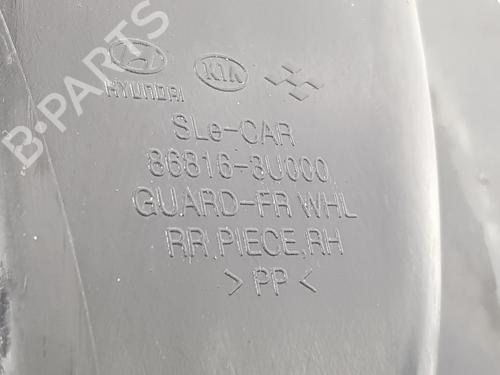 HYUNDAI KIA
SLe-CAR
86816-3U000
GUARD-FR WHL
RR PIECE,RH
>PP<
B-PARTS